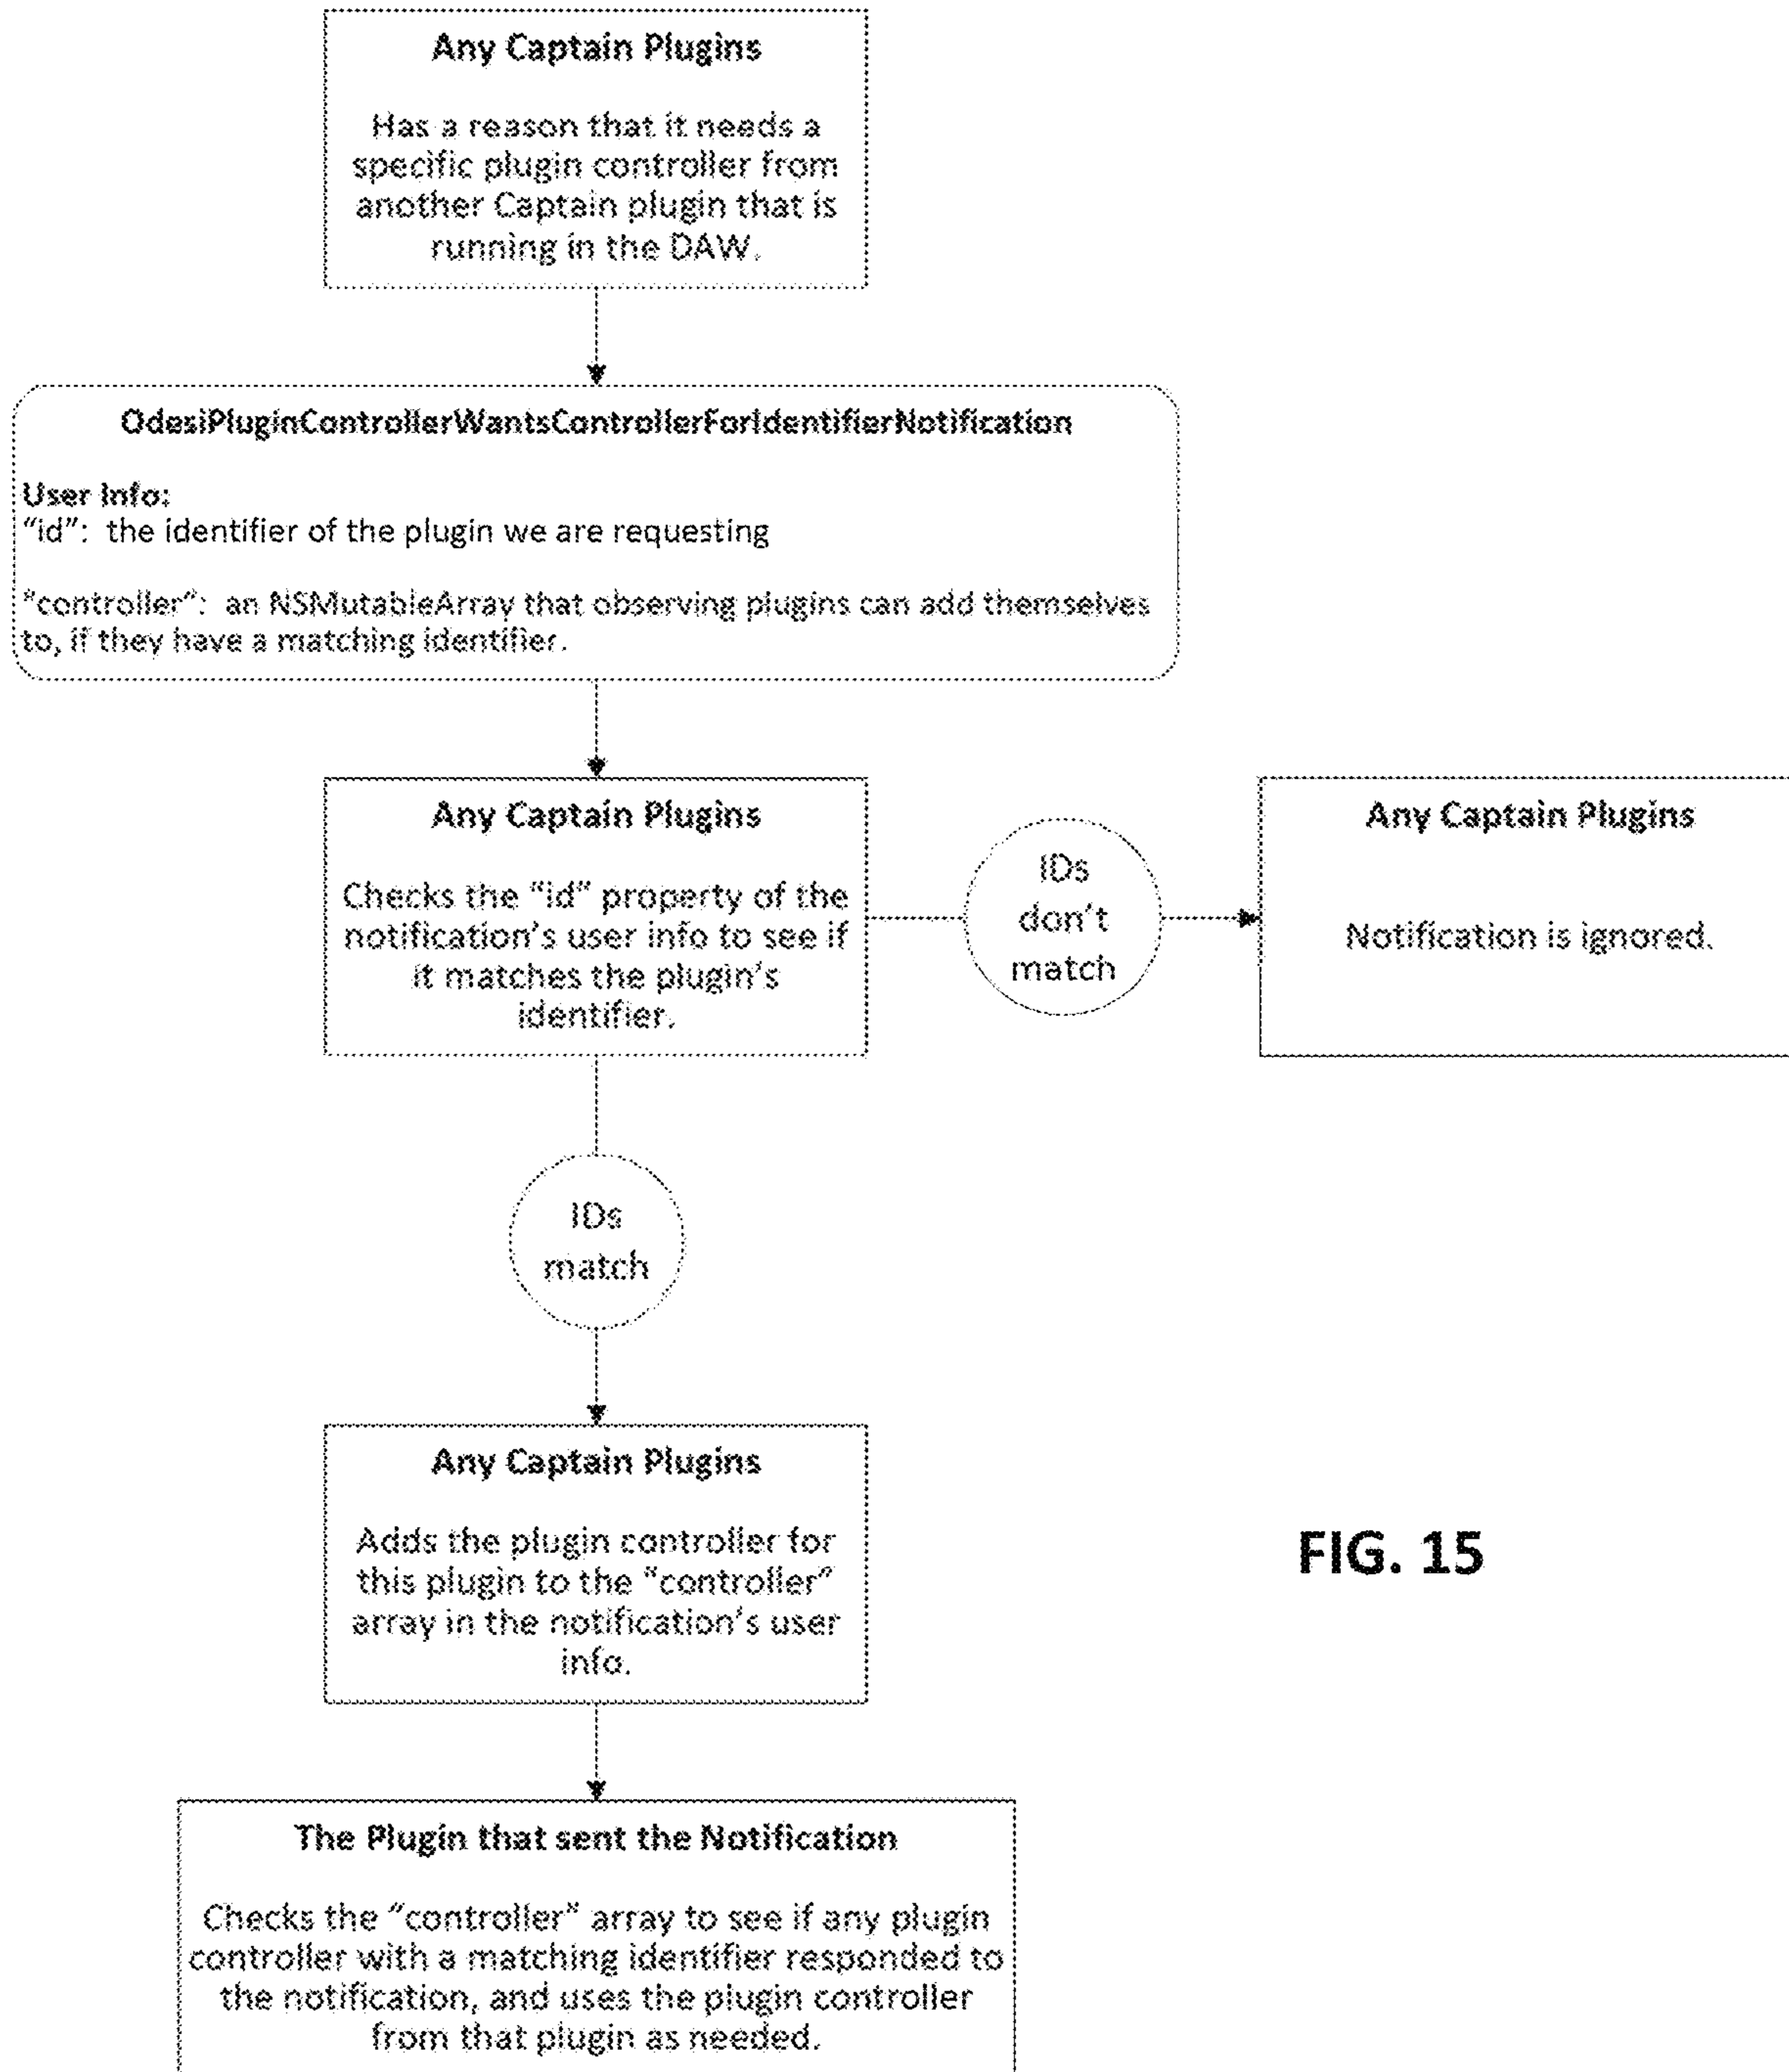 Any Captain Plugins
Has a reason that it needs a
specific plugin controller from
another Captain plugin that is
running in the DAW.
OdesiPluginControllerWantsControllerForIdentifierNotification
User Info:
"id": the identifier of the plugin we are requesting
"controller": an NSMutableArray that observing plugins can add themselves
to, if they have a matching identifier.
Any Captain Plugins
Checks the "id" property of the
notification's user info to see if
it matches the plugin's
identifier.
IDs
don't
match
Any Captain Plugins
Notification is ignored.
IDs
match
Any Captain Plugins
Adds the plugin controller for
this plugin to the "controller"
array in the notification's user
info.
FIG. 15
The Plugin that sent the Notification
Checks the "controller" array to see if any plugin
controller with a matching identifier responded to
the notification, and uses the plugin controller
from that plugin as needed.